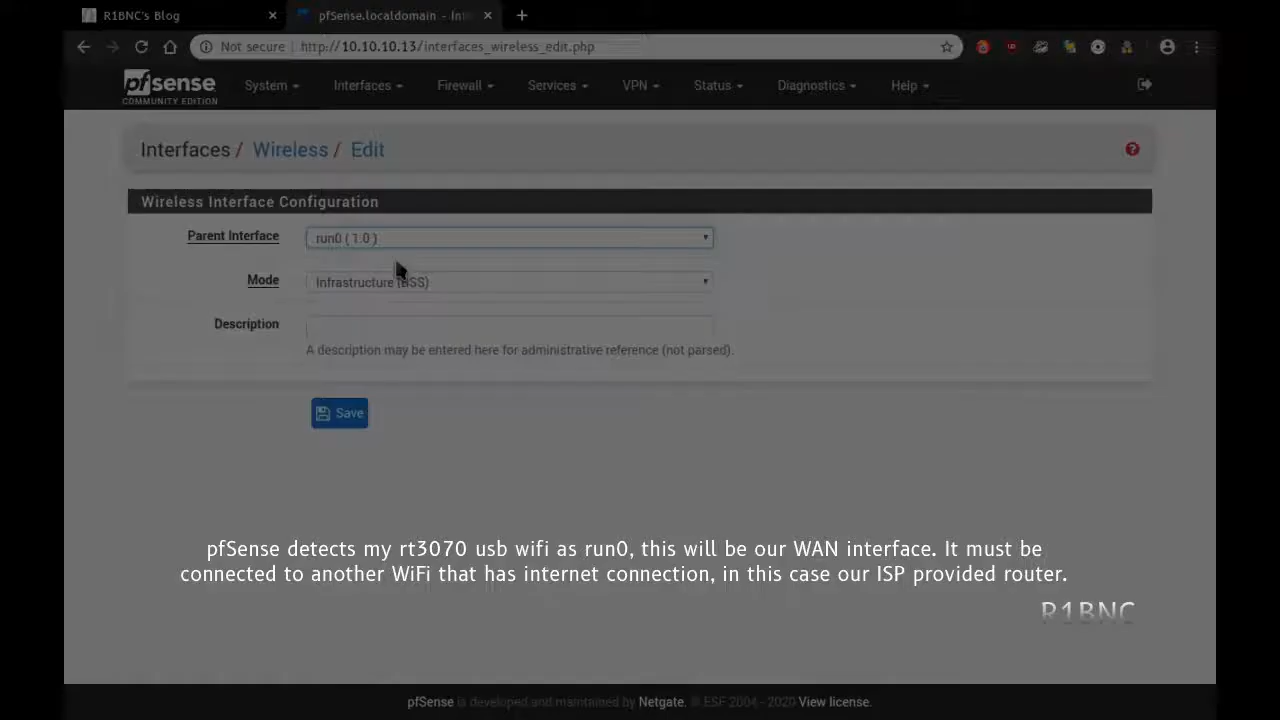 R1BNC's Blog
pfSense.localdomain - Int
Not secure | http://10.10.10.13/interfaces_wireless_edit.php
pfsense
COMMUNITY EDITION
System
Interfaces
Firewall
Services
VPN
Status
Diagnostics
Help
Interfaces / Wireless / Edit
Wireless Interface Configuration
Parent Interface
run0 ( 1.0 )
Mode
Infrastructure (BSS)
Description
A description may be entered here for administrative reference (not parsed).
Save
pfSense detects my rt3070 usb wifi as run0, this will be our WAN interface. It must be
connected to another WiFi that has internet connection, in this case our ISP provided router.
R1BNC
pfSense is developed and maintained by Netgate. © ESF 2004 - 2020 View license.